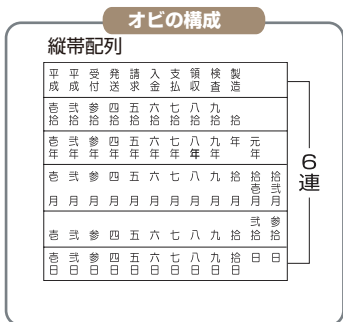 オビの構成
縦帯配列
平成 平成 受付 発送 請求 入金 支払 領収 検査 製造
壱拾 弐拾 参拾 四拾 五拾 六拾 七拾 八拾 九拾 拾
壱年 弐年 参年 四年 五年 六年 七年 八年 九年 年 元年
壱月 弐月 参月 四月 五月 六月 七月 八月 九月 拾月 拾壱月 拾弐月
壱 弐 参 四 五 六 七 八 九 拾 弐拾 参拾
壱日 弐日 参日 四日 五日 六日 七日 八日 九日 拾日 日 日
6連